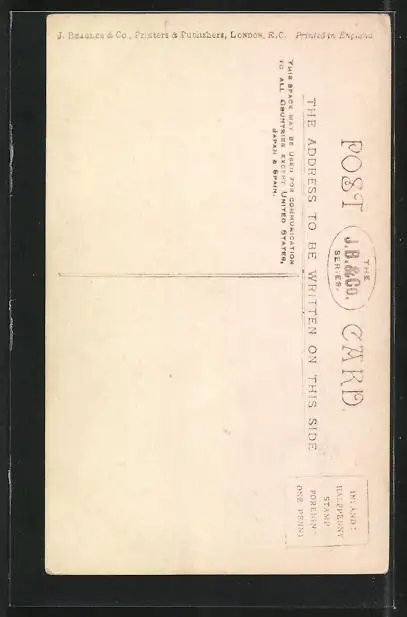 J. BEAGLES & CO., PRINTERS & PUBLISHERS, LONDON, E.C. Printed in England
POST CARD
THE
J.B.&CO.
SERIES.
THE ADDRESS TO BE WRITTEN ON THIS SIDE
THIS SPACE MAY BE USED FOR COMMUNICATION
TO ALL COUNTRIES EXCEPT UNITED STATES,
JAPAN & SPAIN.
INLAND:
HALFPENNY
STAMP
FOREIGN
ONE PENNY